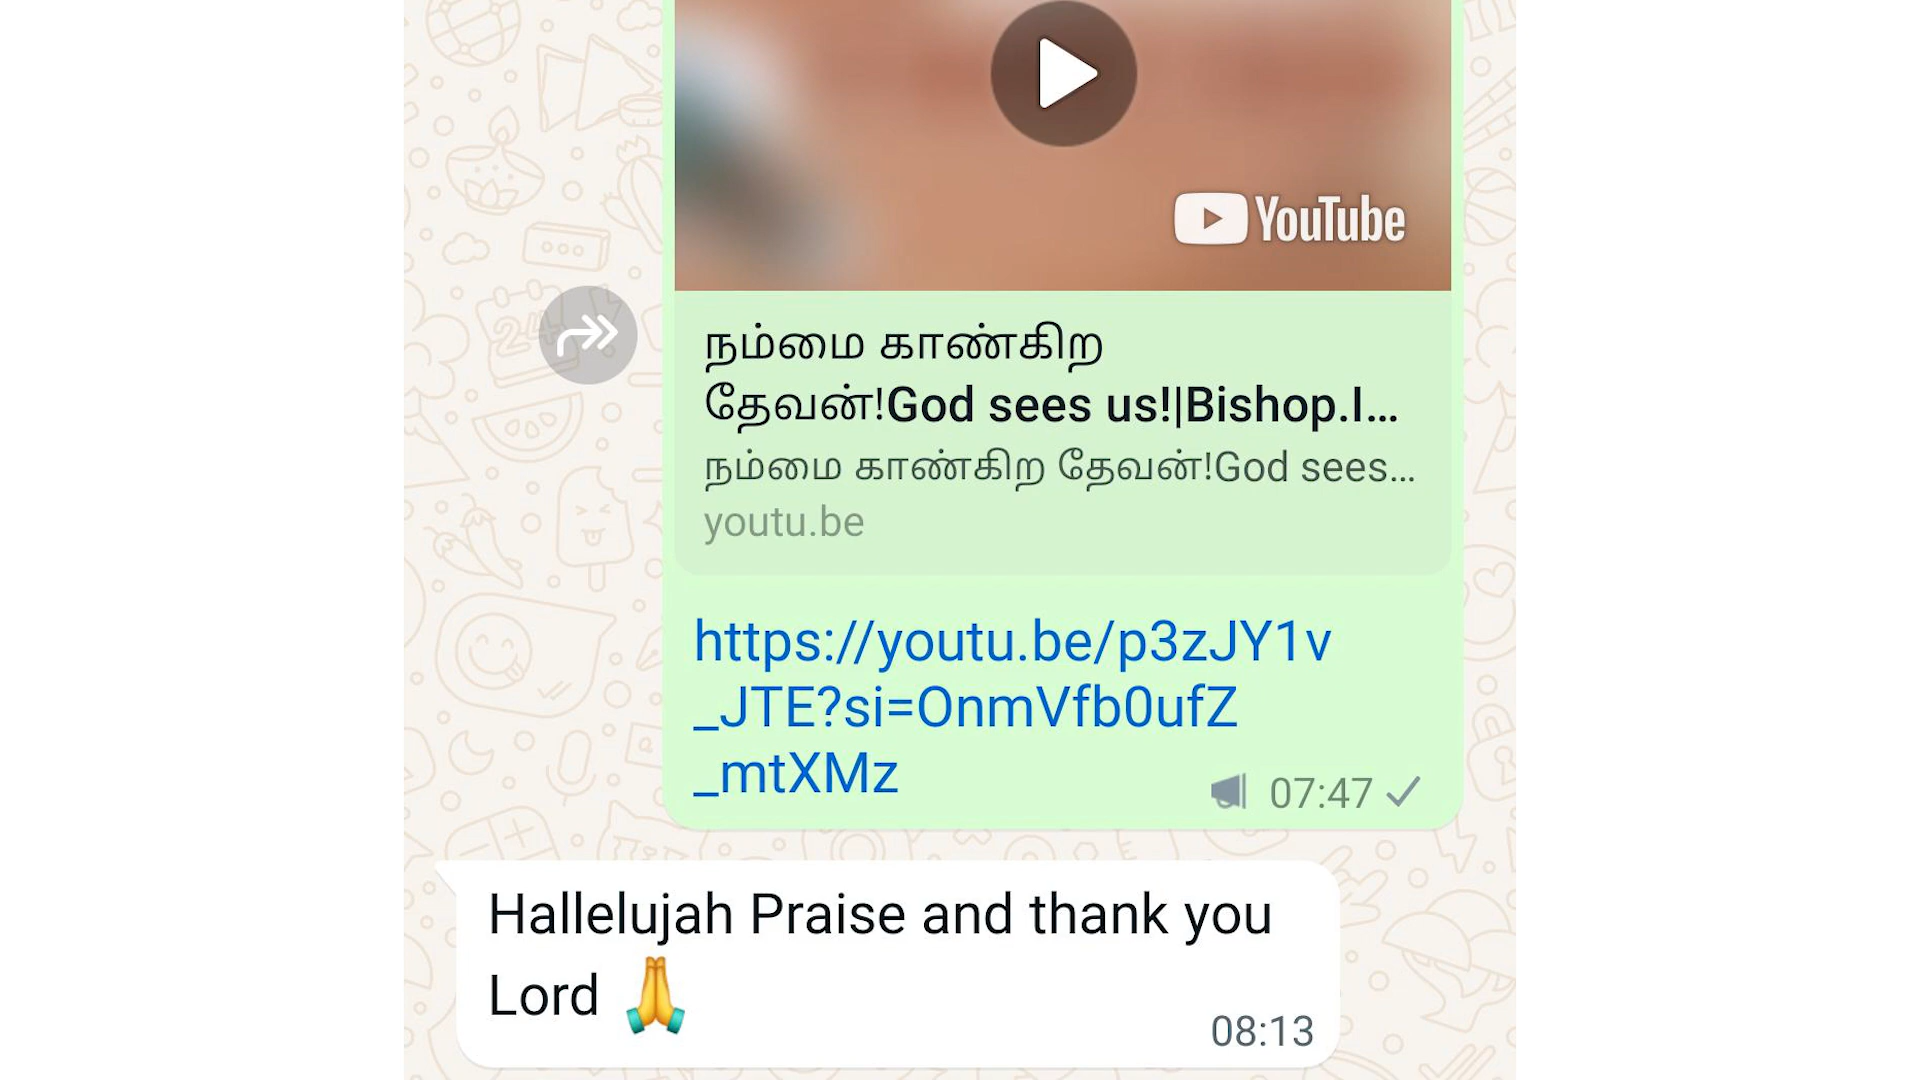 YouTube
நம்மை காண்கிற
தேவன்!God sees us!|Bishop.I...
நம்மை காண்கிற தேவன்!God sees...
youtu.be
https://youtu.be/p3zJY1v
_JTE?si=OnmVfb0ufZ
_mtXMz
07:47
Hallelujah Praise and thank you
Lord 🙏
08:13